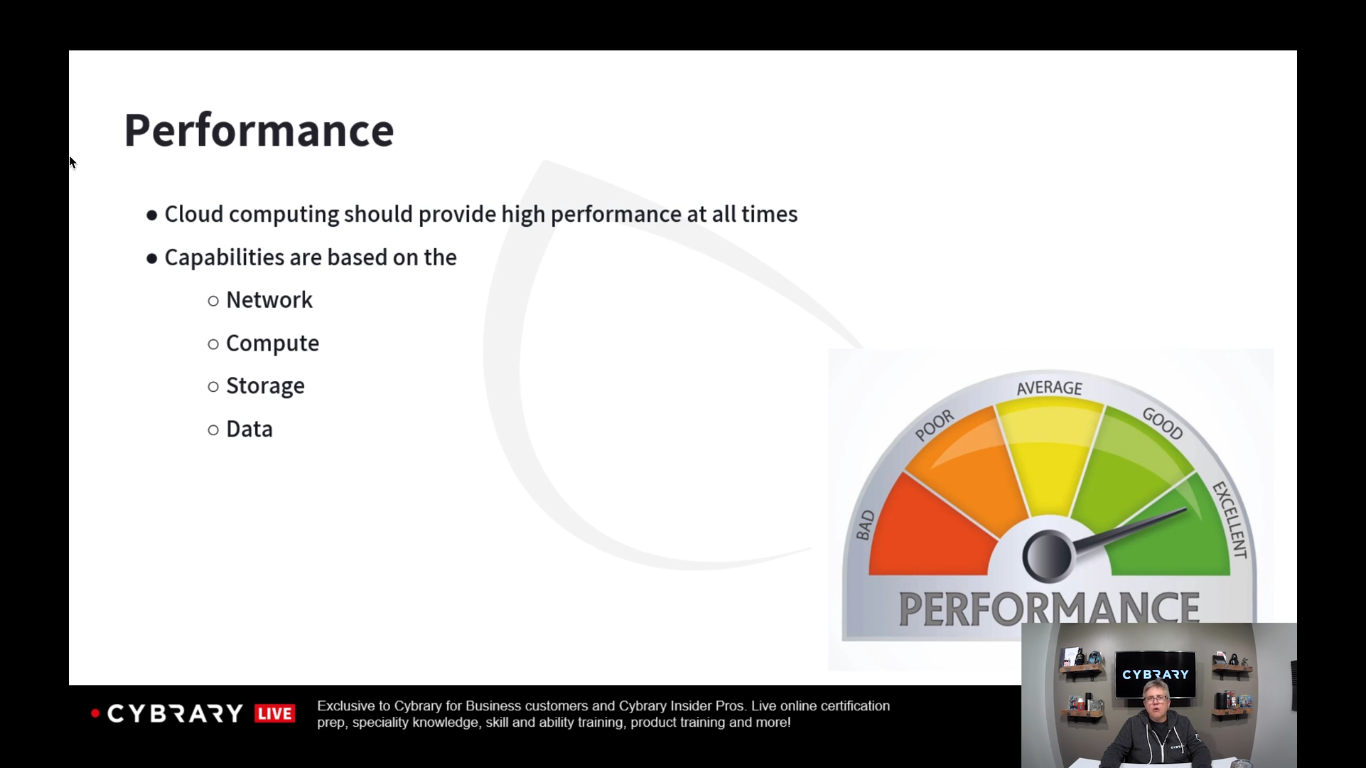 Performance
● Cloud computing should provide high performance at all times
● Capabilities are based on the
○ Network
○ Compute
○ Storage
○ Data
BAD
POOR
AVERAGE
GOOD
EXCELLENT
PERFORMANCE
CYBRARY
CYBRARY LIVE
Exclusive to Cybrary for Business customers and Cybrary Insider Pros. Live online certification
prep, speciality knowledge, skill and ability training, product training and more!